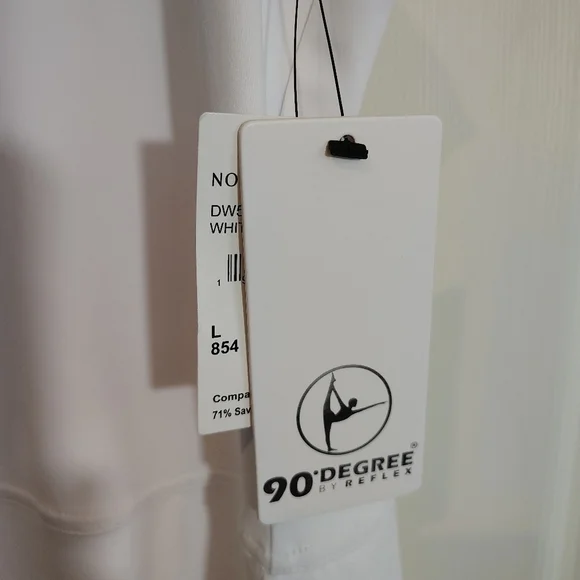 NO
DW5
WHIT
1
L
854
Compa
71% Sav
90° DEGREE®
BY REFLEX